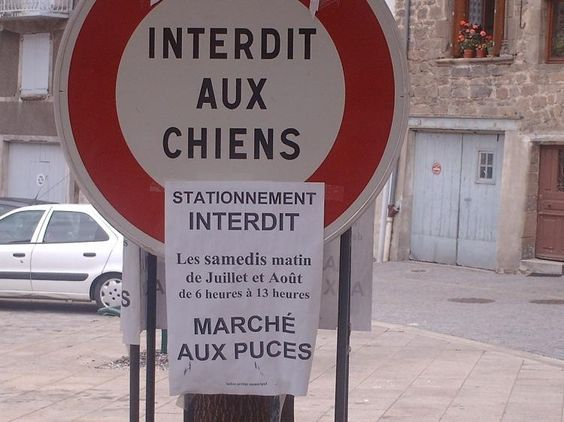 INTERDIT
AUX
CHIENS
STATIONNEMENT
INTERDIT
Les samedis matin
de Juillet et Août
de 6 heures à 13 heures
MARCHÉ
AUX PUCES